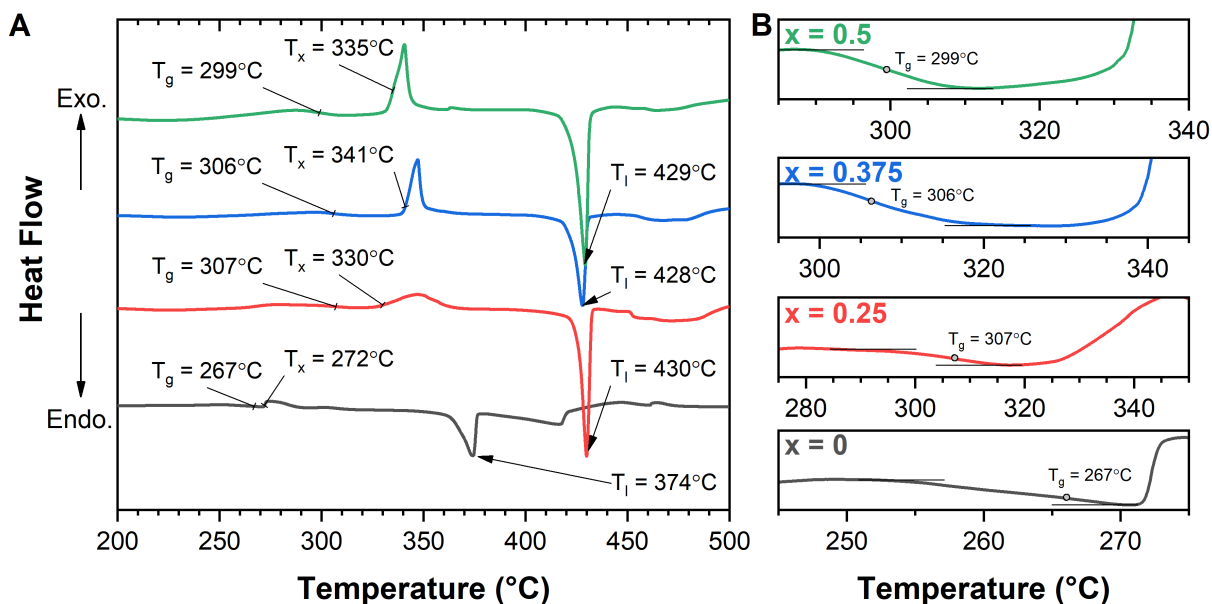 A
Exo.
Heat Flow
Endo.
T_g = 299°C
T_x = 335°C
T_g = 306°C
T_x = 341°C
T_l = 429°C
T_g = 307°C
T_x = 330°C
T_l = 428°C
T_g = 267°C
T_x = 272°C
T_l = 430°C
T_l = 374°C
200 250 300 350 400 450 500
Temperature (°C)
B
x = 0.5
T_g = 299°C
300 320 340
x = 0.375
T_g = 306°C
300 320 340
x = 0.25
T_g = 307°C
280 300 320 340
x = 0
T_g = 267°C
250 260 270
Temperature (°C)